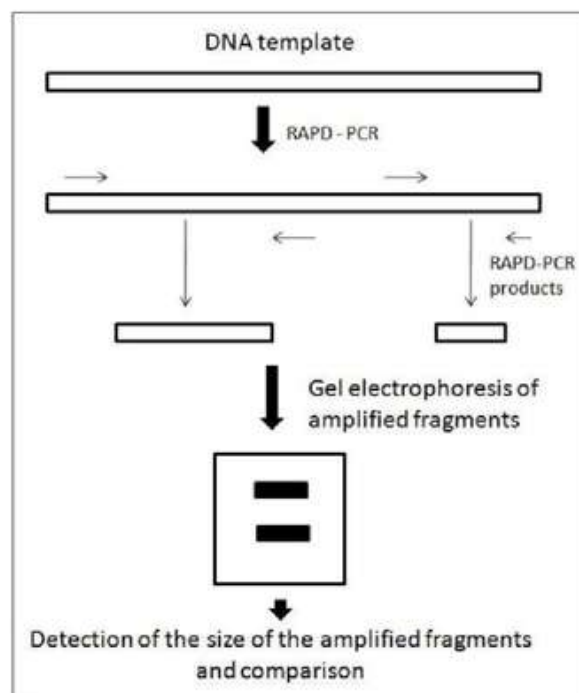 DNA template
RAPD - PCR
RAPD-PCR
products
Gel electrophoresis of
amplified fragments
Detection of the size of the amplified fragments
and comparison